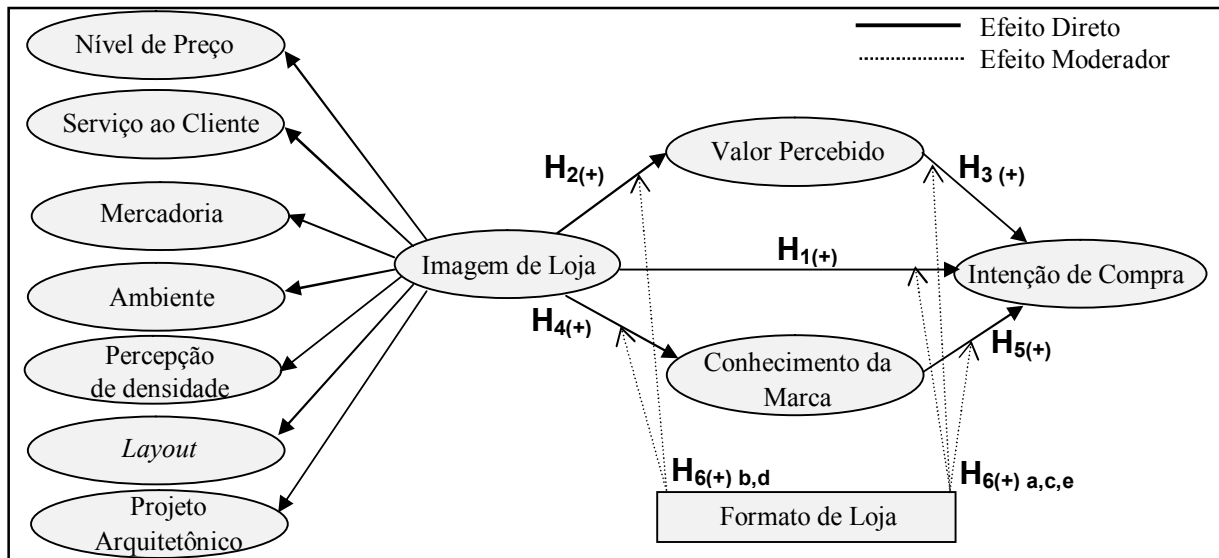 Nível de Preço
Serviço ao Cliente
Mercadoria
Ambiente
Percepção
de densidade
Layout
Projeto
Arquitetônico
Imagem de Loja
H2(+)
H1(+)
H4(+)
Valor Percebido
Conhecimento da
Marca
H3 (+)
H5(+)
Intenção de Compra
H6(+) b,d
H6(+) a,c,e
Formato de Loja
Efeito Direto
Efeito Moderador